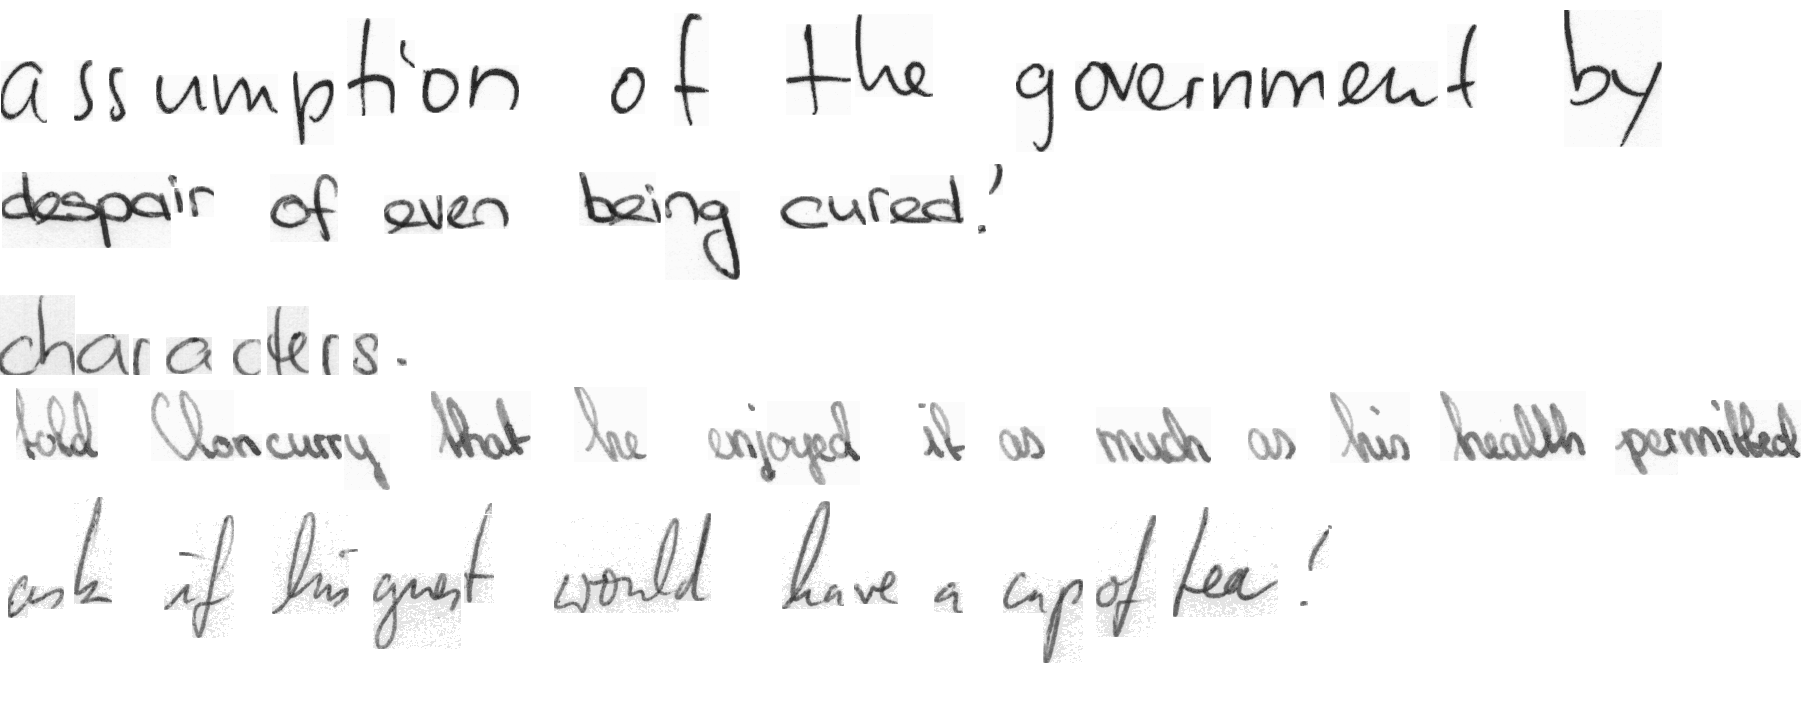 assumption of the government by
despair of even being cured.'
characters.
told Choncurry that he enjoyed it as much as his health permitted
ask if his guest would have a cup of tea.'